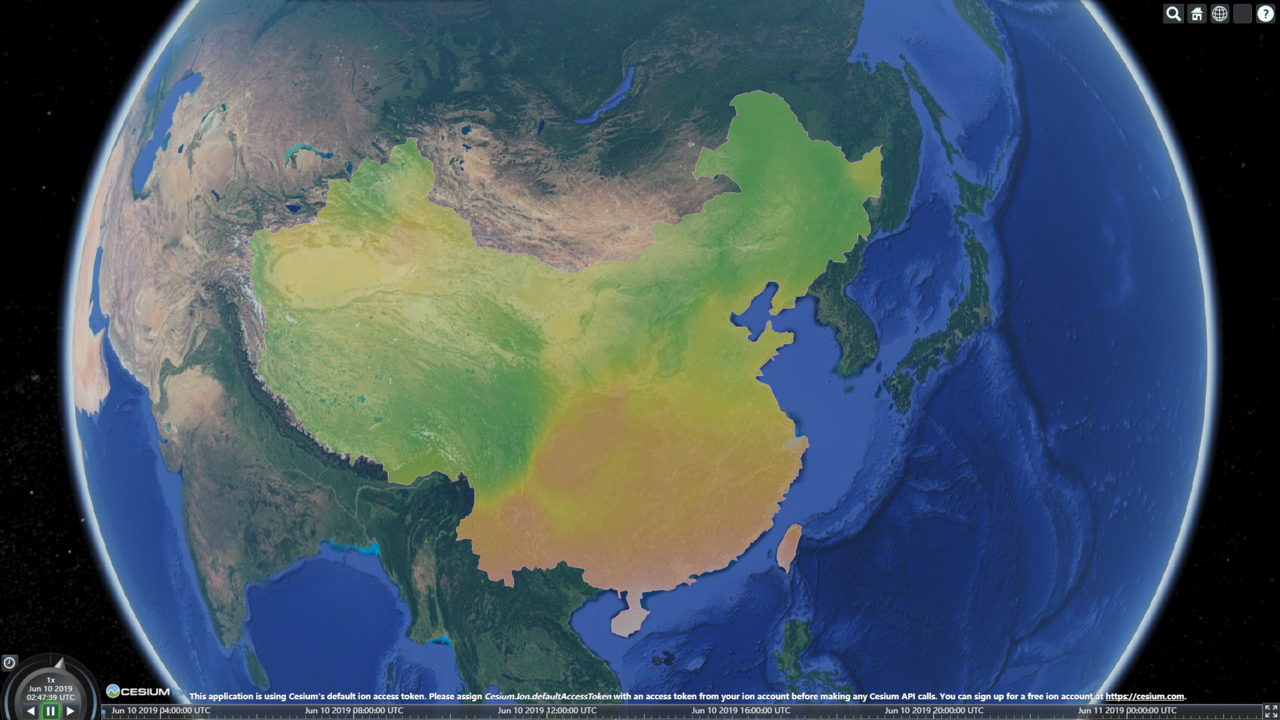 ?
1x
Jun 10 2019
02:47:39 UTC
CESIUM
This application is using Cesium's default ion access token. Please assign Cesium.Ion.defaultAccessToken with an access token from your ion account before making any Cesium API calls. You can sign up for a free ion account at https://cesium.com.
Jun 10 2019 04:00:00 UTC
Jun 10 2019 08:00:00 UTC
Jun 10 2019 12:00:00 UTC
Jun 10 2019 16:00:00 UTC
Jun 10 2019 20:00:00 UTC
Jun 11 2019 00:00:00 UTC